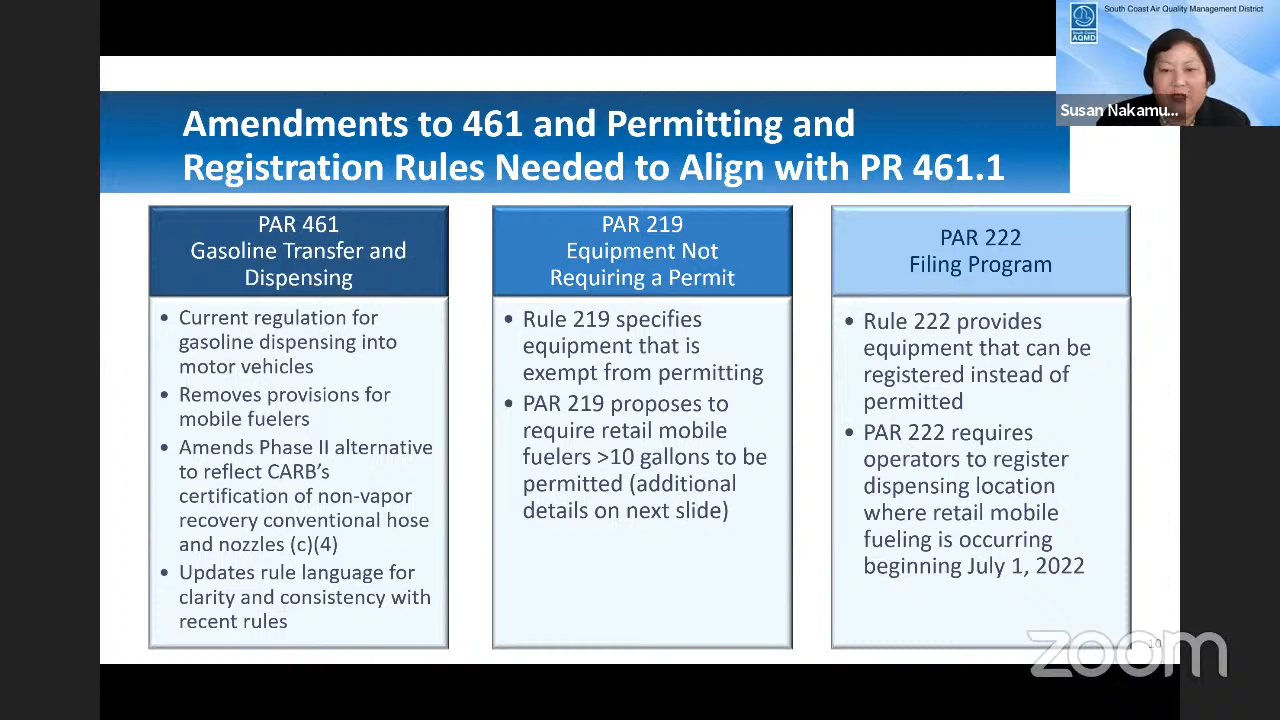 South Coast Air Quality Management District
South Coast
AQMD
Susan Nakamu...
Amendments to 461 and Permitting and
Registration Rules Needed to Align with PR 461.1
PAR 461
Gasoline Transfer and
Dispensing
• Current regulation for
gasoline dispensing into
motor vehicles
• Removes provisions for
mobile fuelers
• Amends Phase II alternative
to reflect CARB's
certification of non-vapor
recovery conventional hose
and nozzles (c)(4)
• Updates rule language for
clarity and consistency with
recent rules
PAR 219
Equipment Not
Requiring a Permit
• Rule 219 specifies
equipment that is
exempt from permitting
• PAR 219 proposes to
require retail mobile
fuelers >10 gallons to be
permitted (additional
details on next slide)
PAR 222
Filing Program
• Rule 222 provides
equipment that can be
registered instead of
permitted
• PAR 222 requires
operators to register
dispensing location
where retail mobile
fueling is occurring
beginning July 1, 2022
10
zoom